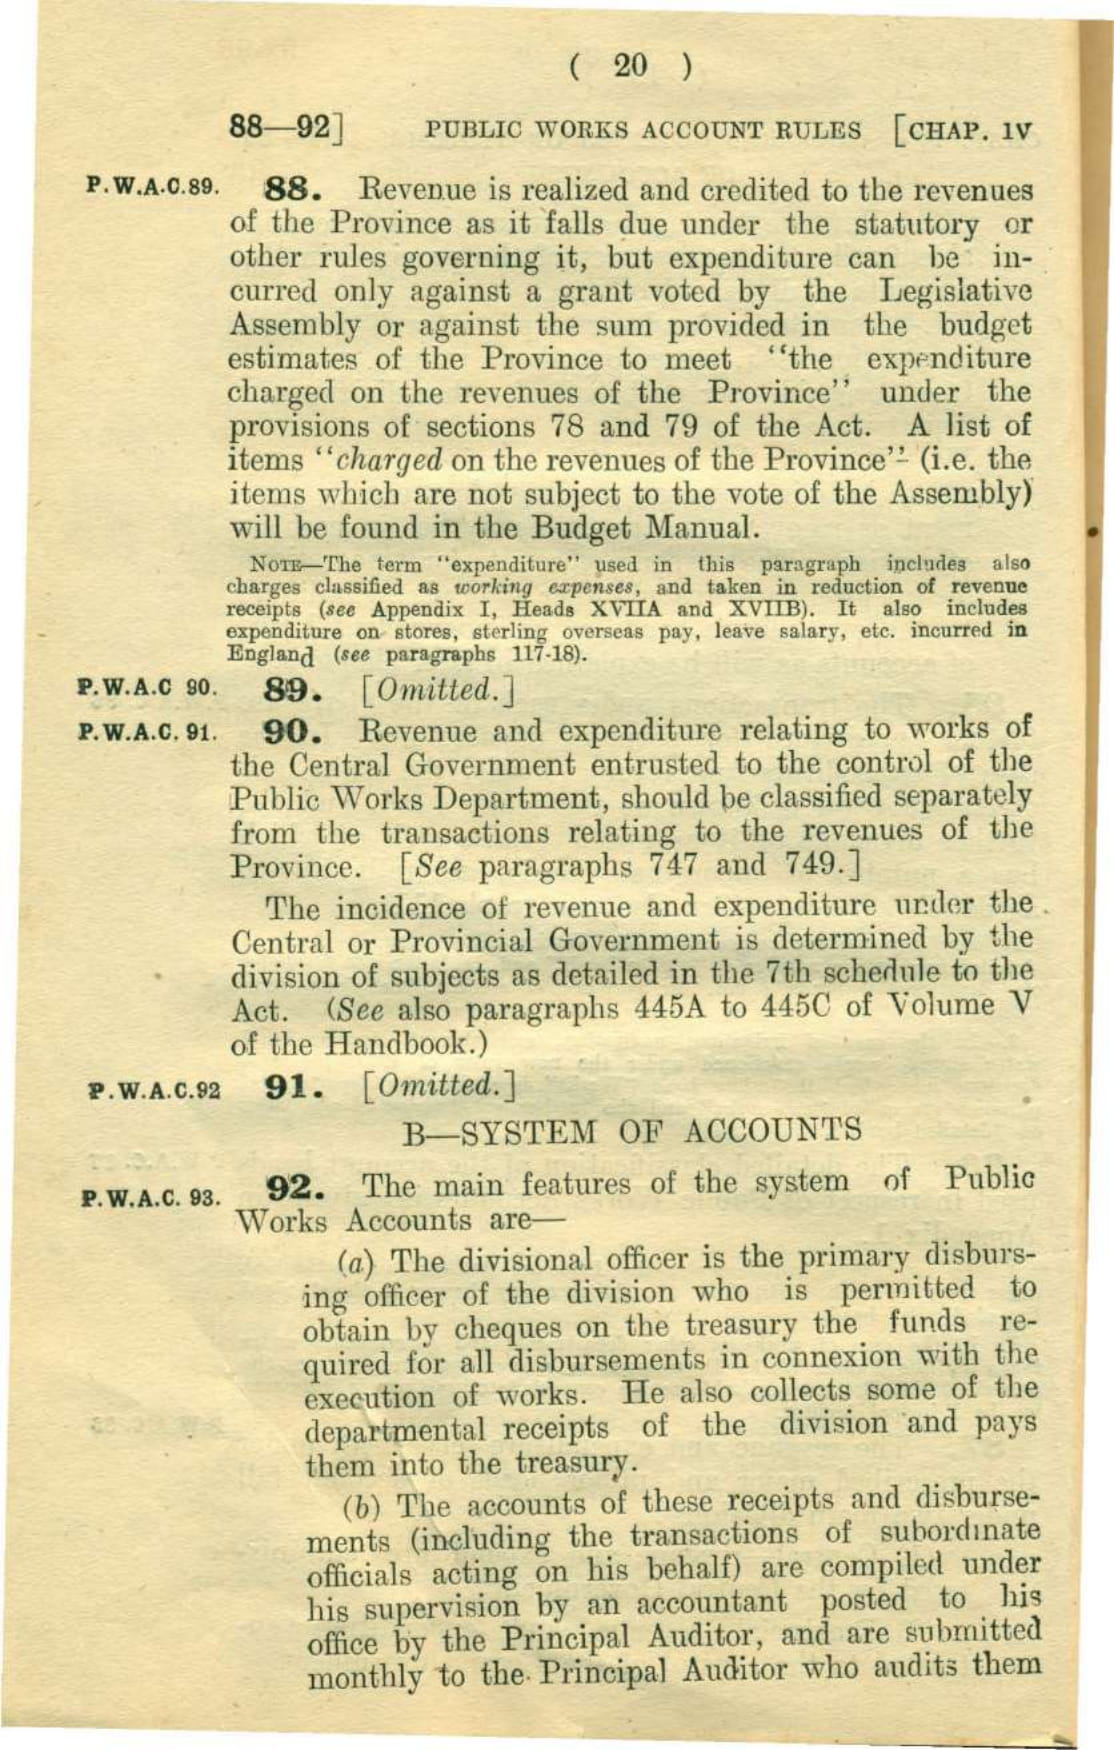 ( 20 )
88—92] PUBLIC WORKS ACCOUNT RULES [CHAP. IV
P.W.A.C.89. 88. Revenue is realized and credited to the revenues
of the Province as it falls due under the statutory or
other rules governing it, but expenditure can be in-
curred only against a grant voted by the Legislative
Assembly or against the sum provided in the budget
estimates of the Province to meet "the expenditure
charged on the revenues of the Province" under the
provisions of sections 78 and 79 of the Act. A list of
items "charged on the revenues of the Province" (i.e. the
items which are not subject to the vote of the Assembly)
will be found in the Budget Manual.
NOTE—The term "expenditure" used in this paragraph includes also
charges classified as working expenses, and taken in reduction of revenue
receipts (see Appendix I, Heads XVIIA and XVIIB). It also includes
expenditure on stores, sterling overseas pay, leave salary, etc. incurred in
England (see paragraphs 117-18).
P.W.A.C 90. 89. [Omitted.]
P.W.A.C. 91. 90. Revenue and expenditure relating to works of
the Central Government entrusted to the control of the
Public Works Department, should be classified separately
from the transactions relating to the revenues of the
Province. [See paragraphs 747 and 749.]
The incidence of revenue and expenditure under the
Central or Provincial Government is determined by the
division of subjects as detailed in the 7th schedule to the
Act. (See also paragraphs 445A to 445C of Volume V
of the Handbook.)
P.W.A.C.92 91. [Omitted.]
B—SYSTEM OF ACCOUNTS
P.W.A.C. 93. 92. The main features of the system of Public
Works Accounts are—
(a) The divisional officer is the primary disburs-
ing officer of the division who is permitted to
obtain by cheques on the treasury the funds re-
quired for all disbursements in connexion with the
execution of works. He also collects some of the
departmental receipts of the division and pays
them into the treasury.
(b) The accounts of these receipts and disburse-
ments (including the transactions of subordinate
officials acting on his behalf) are compiled under
his supervision by an accountant posted to his
office by the Principal Auditor, and are submitted
monthly to the Principal Auditor who audits them